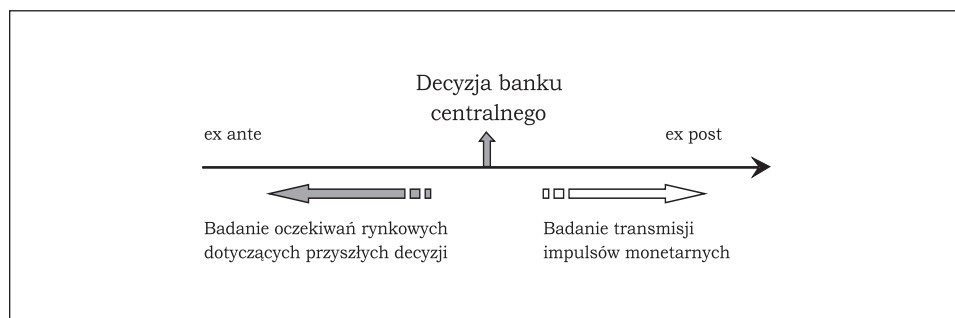 Decyzja banku
centralnego
ex ante
ex post
Badanie oczekiwań rynkowych
dotyczących przyszłych decyzji
Badanie transmisji
impulsów monetarnych